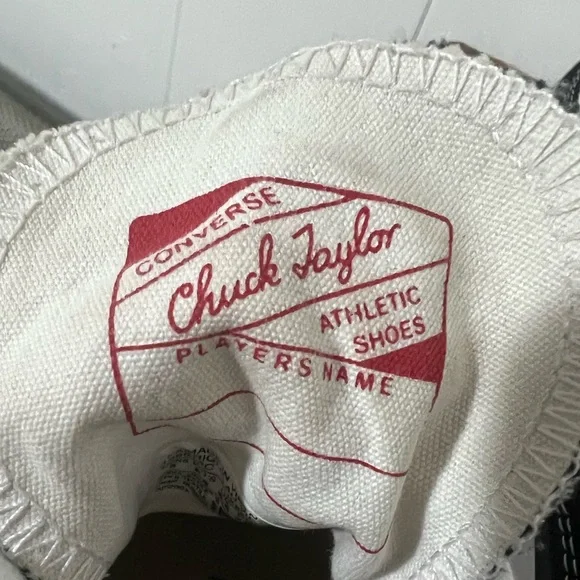 CONVERSE
Chuck Taylor
ATHLETIC
SHOES
PLAYERS NAME